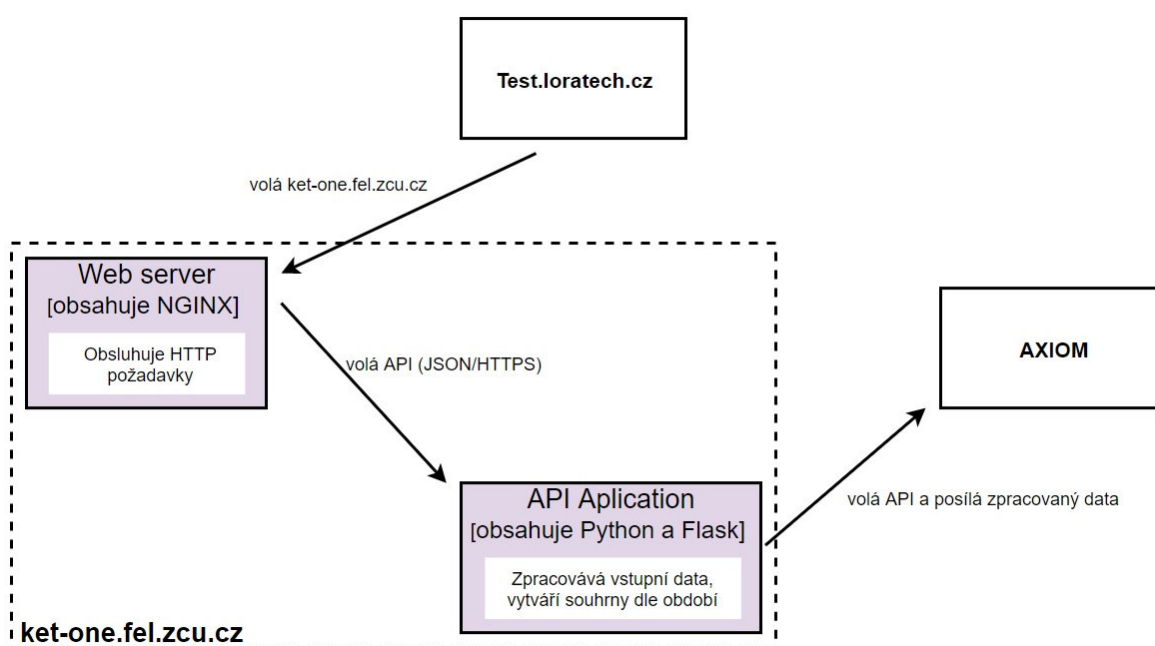 Test.loratech.cz
volá ket-one.fel.zcu.cz
Web server
[obsahuje NGINX]
Obsluhuje HTTP
požadavky
volá API (JSON/HTTPS)
AXIOM
API Aplication
[obsahuje Python a Flask]
Zpracovává vstupní data,
vytváří souhrny dle období
volá API a posílá zpracovaný data
ket-one.fel.zcu.cz